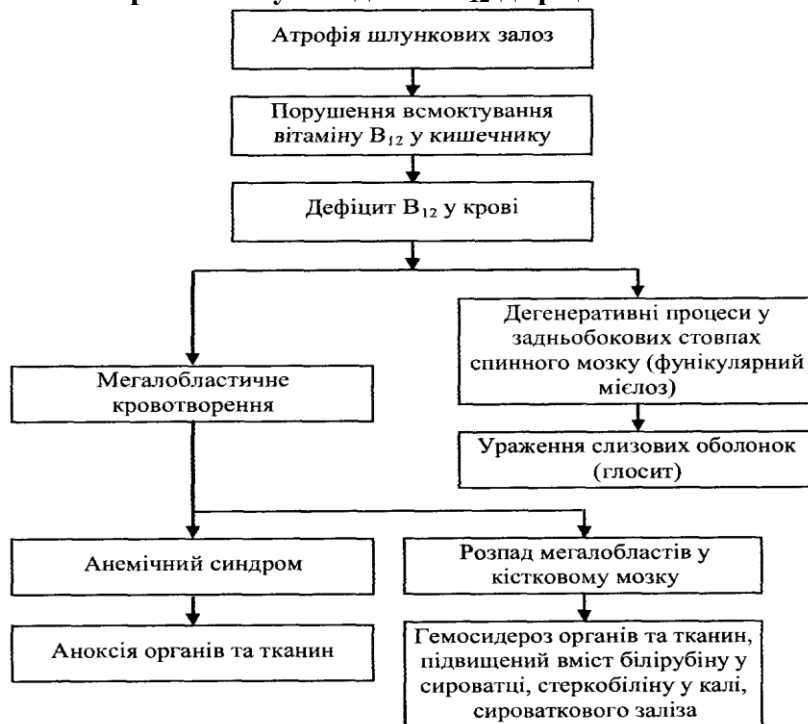 Атрофія шлункових залоз
Порушення всмоктування
вітаміну В₁₂ у кишечнику
Дефіцит В₁₂ у крові
Дегенеративні процеси у
задньобокових стовпах
спинного мозку (фунікулярний
мієлоз)
Мегалобластичне
кровотворення
Ураження слизових оболонок
(глосит)
Анемічний синдром
Розпад мегалобластів у
кістковому мозку
Аноксія органів та тканин
Гемосидероз органів та тканин,
підвищений вміст білірубіну у
сироватці, стеркобіліну у калі,
сироваткового заліза